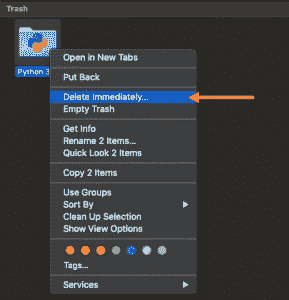 Trash
Python 3
Open in New Tabs
Put Back
Delete Immediately...
Empty Trash
Get Info
Rename 2 Items...
Quick Look 2 Items
Copy 2 Items
Use Groups
Sort By
Clean Up Selection
Show View Options
Tags...
Services